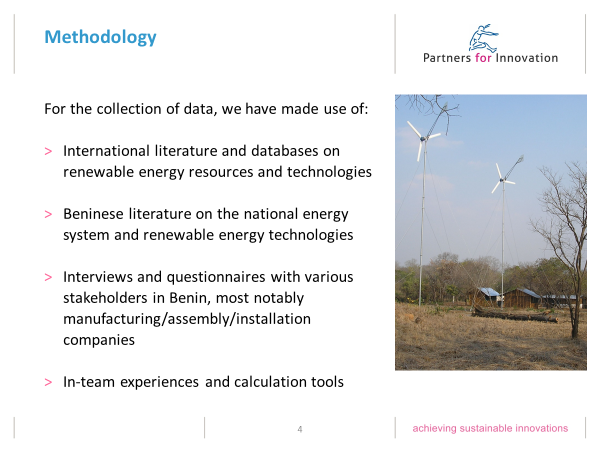 Methodology
Partners for Innovation
For the collection of data, we have made use of:
> International literature and databases on
renewable energy resources and technologies
> Beninese literature on the national energy
system and renewable energy technologies
> Interviews and questionnaires with various
stakeholders in Benin, most notably
manufacturing/assembly/installation
companies
> In-team experiences and calculation tools
4
achieving sustainable innovations